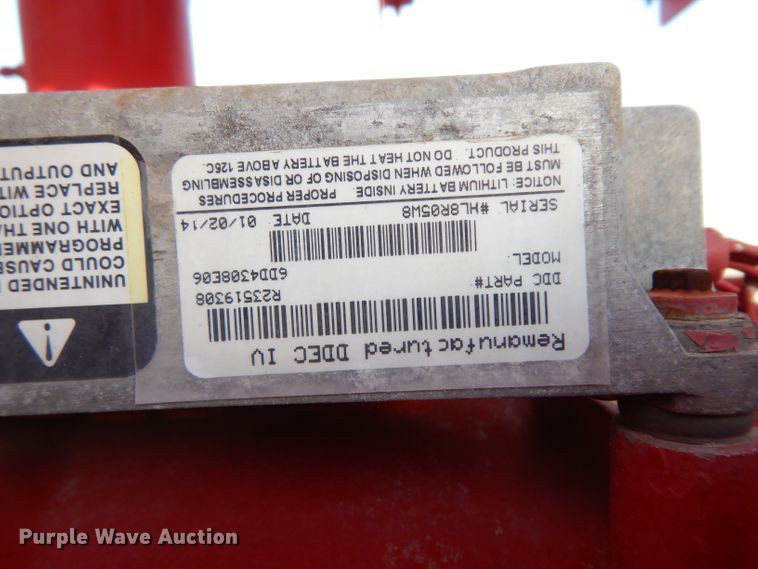 Remanufactured DDEC IV
DDC PART# R23519308
MODEL: 6DD4308E06
SERIAL #HL8R05W8 DATE: 01/02/14
NOTICE: LITHIUM BATTERY INSIDE. PROPER PROCEDURES
MUST BE FOLLOWED WHEN DISPOSING OF OR DISASSEMBLING
THIS PRODUCT. DO NOT HEAT THE BATTERY ABOVE 125C.
UNINTENDED
COULD CAUSE
PROGRAMME
WITH ONE THA
EXACT OPTIO
REPLACE WIT
AND OUTPUT
Purple Wave Auction